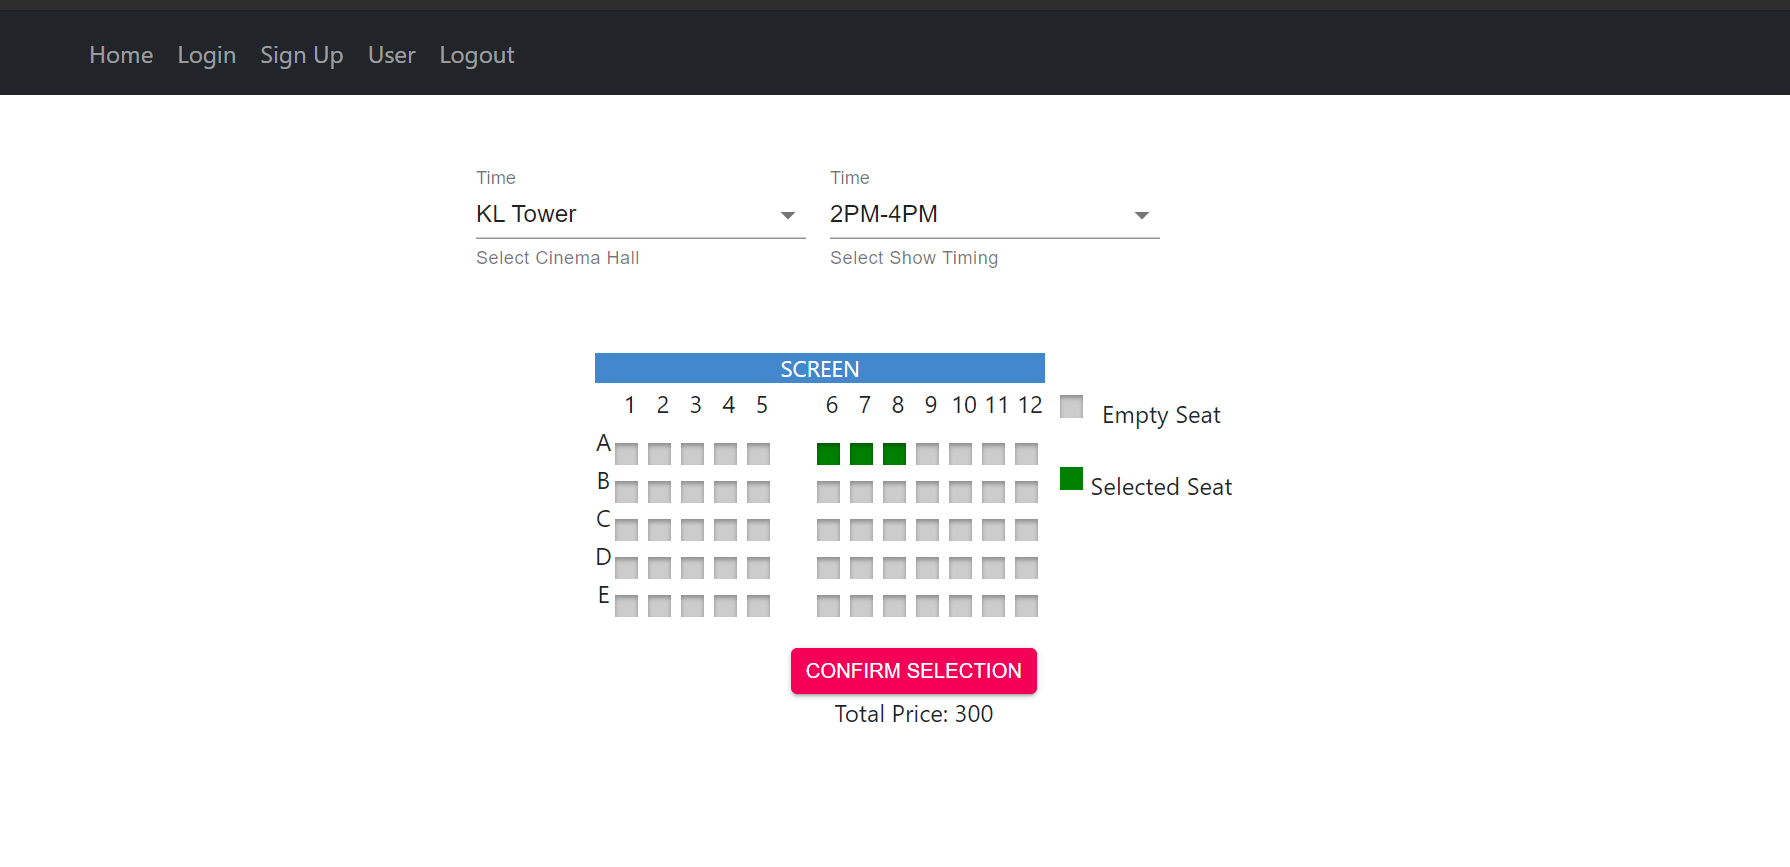 Home Login Sign Up User Logout
Time Time
KL Tower 2PM-4PM
Select Cinema Hall Select Show Timing
SCREEN
1 2 3 4 5 6 7 8 9 10 11 12
Empty Seat
A
B
Selected Seat
C
D
E
CONFIRM SELECTION
Total Price: 300